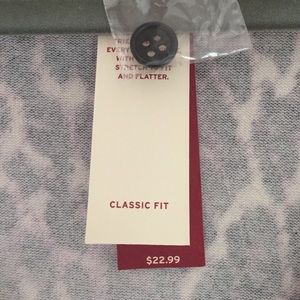 EVERY
WITH
STRETCH TO FIT
AND FLATTER.
CLASSIC FIT
$22.99